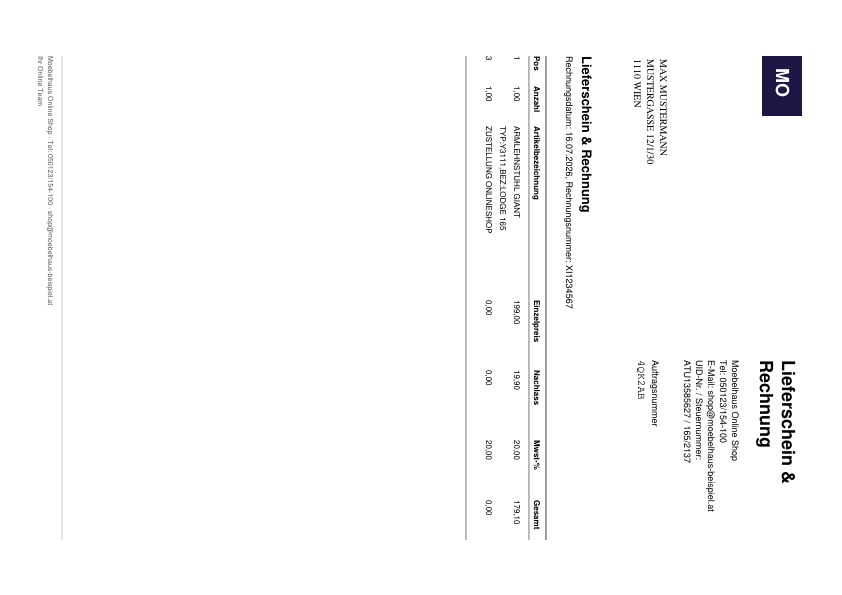 MO
Lieferschein &
Rechnung
Moebelhaus Online Shop
Tel: 050123/154-100
E-Mail: shop@moebelhaus-beispiel.at
UID-Nr. / Steuernummer:
ATU13585627 / 165/2137
MAX MUSTERMANN
MUSTERGASSE 12/1/30
1110 WIEN
Auftragsnummer
4QK2AB
Lieferschein & Rechnung
Rechnungsdatum: 16.07.2026, Rechnungsnummer: XI1234567
Pos Anzahl Artikelbezeichnung Einzelpreis Nachlass Mwst-% Gesamt
1 1,00 ARMLEHNSTUHL GIANT 199,00 19,90 20,00 179,10
TYP:Y3111,BEZ:LODGE 165
3 1,00 ZUSTELLUNG ONLINESHOP 0,00 0,00 20,00 0,00
Moebelhaus Online Shop · Tel: 050123/154-100 · shop@moebelhaus-beispiel.at
Ihr Online Team